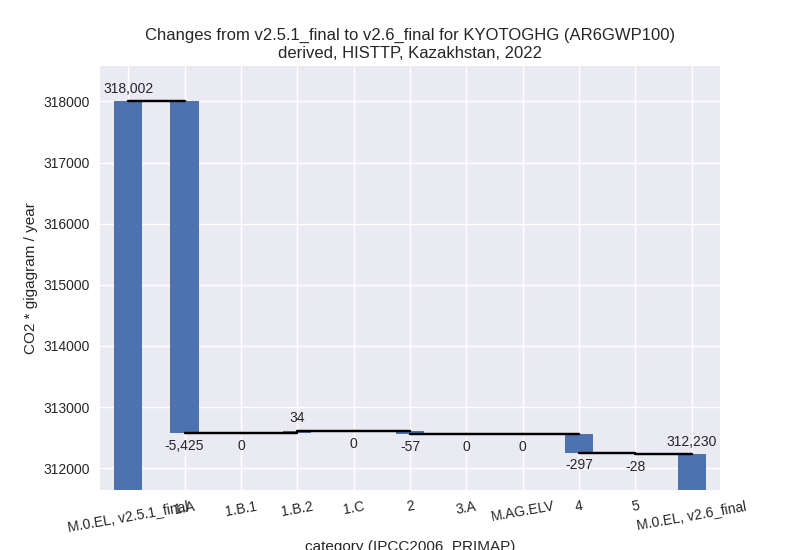 Changes from v2.5.1_final to v2.6_final for KYOTOGHG (AR6GWP100)
derived, HISTTP, Kazakhstan, 2022
CO2 * gigagram / year
318000
317000
316000
315000
314000
313000
312000
318,002
-5,425
0
34
0
-57
0
0
-297
-28
312,230
M.0.EL, v2.5.1_final
1.A
1.B.1
1.B.2
1.C
2
3.A
M.AG.ELV
4
5
M.0.EL, v2.6_final
category (IPCC2006_PRIMAP)